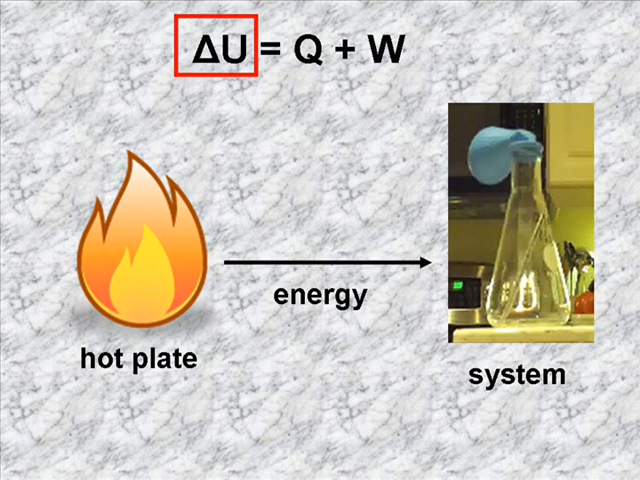 ΔU = Q + W
energy
hot plate
system